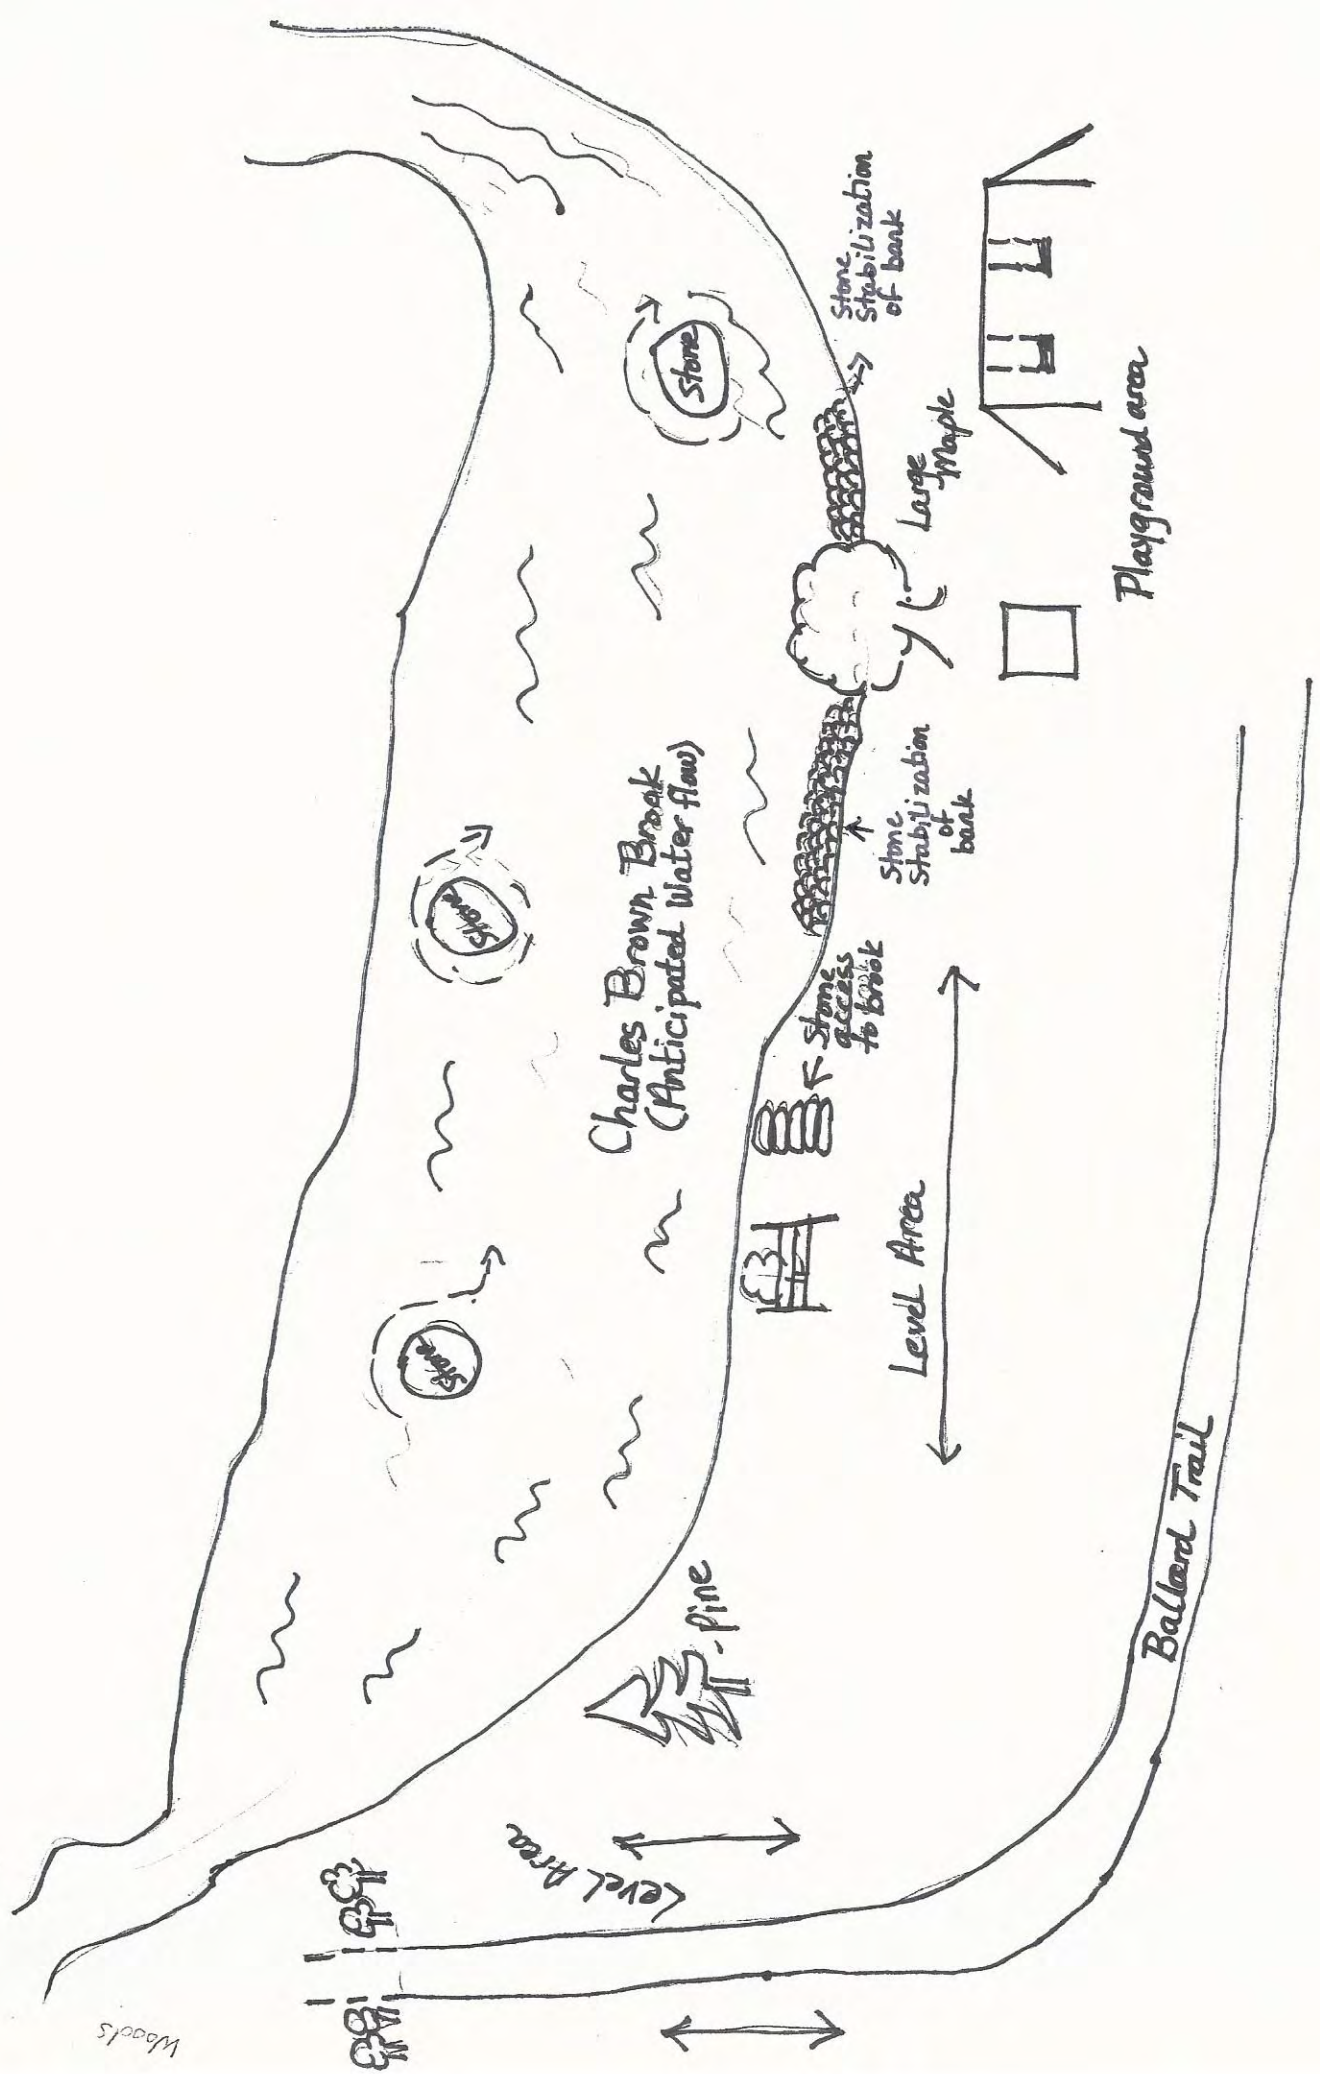 Woods
Level Area
Pine
Ballard Trail
Level Area
Stone
Stone
Stone
Charles Brown Brook
(Anticipated Water flow)
Stone
access
to brook
Stone
Stabilization
of
bank
Large
Maple
Stone
Stabilization
of bank
Playground area